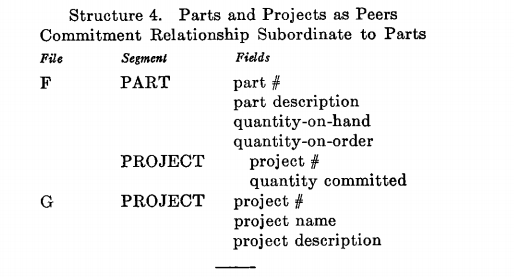 Structure 4. Parts and Projects as Peers
Commitment Relationship Subordinate to Parts
File Segment Fields
F PART part #
part description
quantity-on-hand
quantity-on-order
PROJECT project #
quantity committed
G PROJECT project #
project name
project description